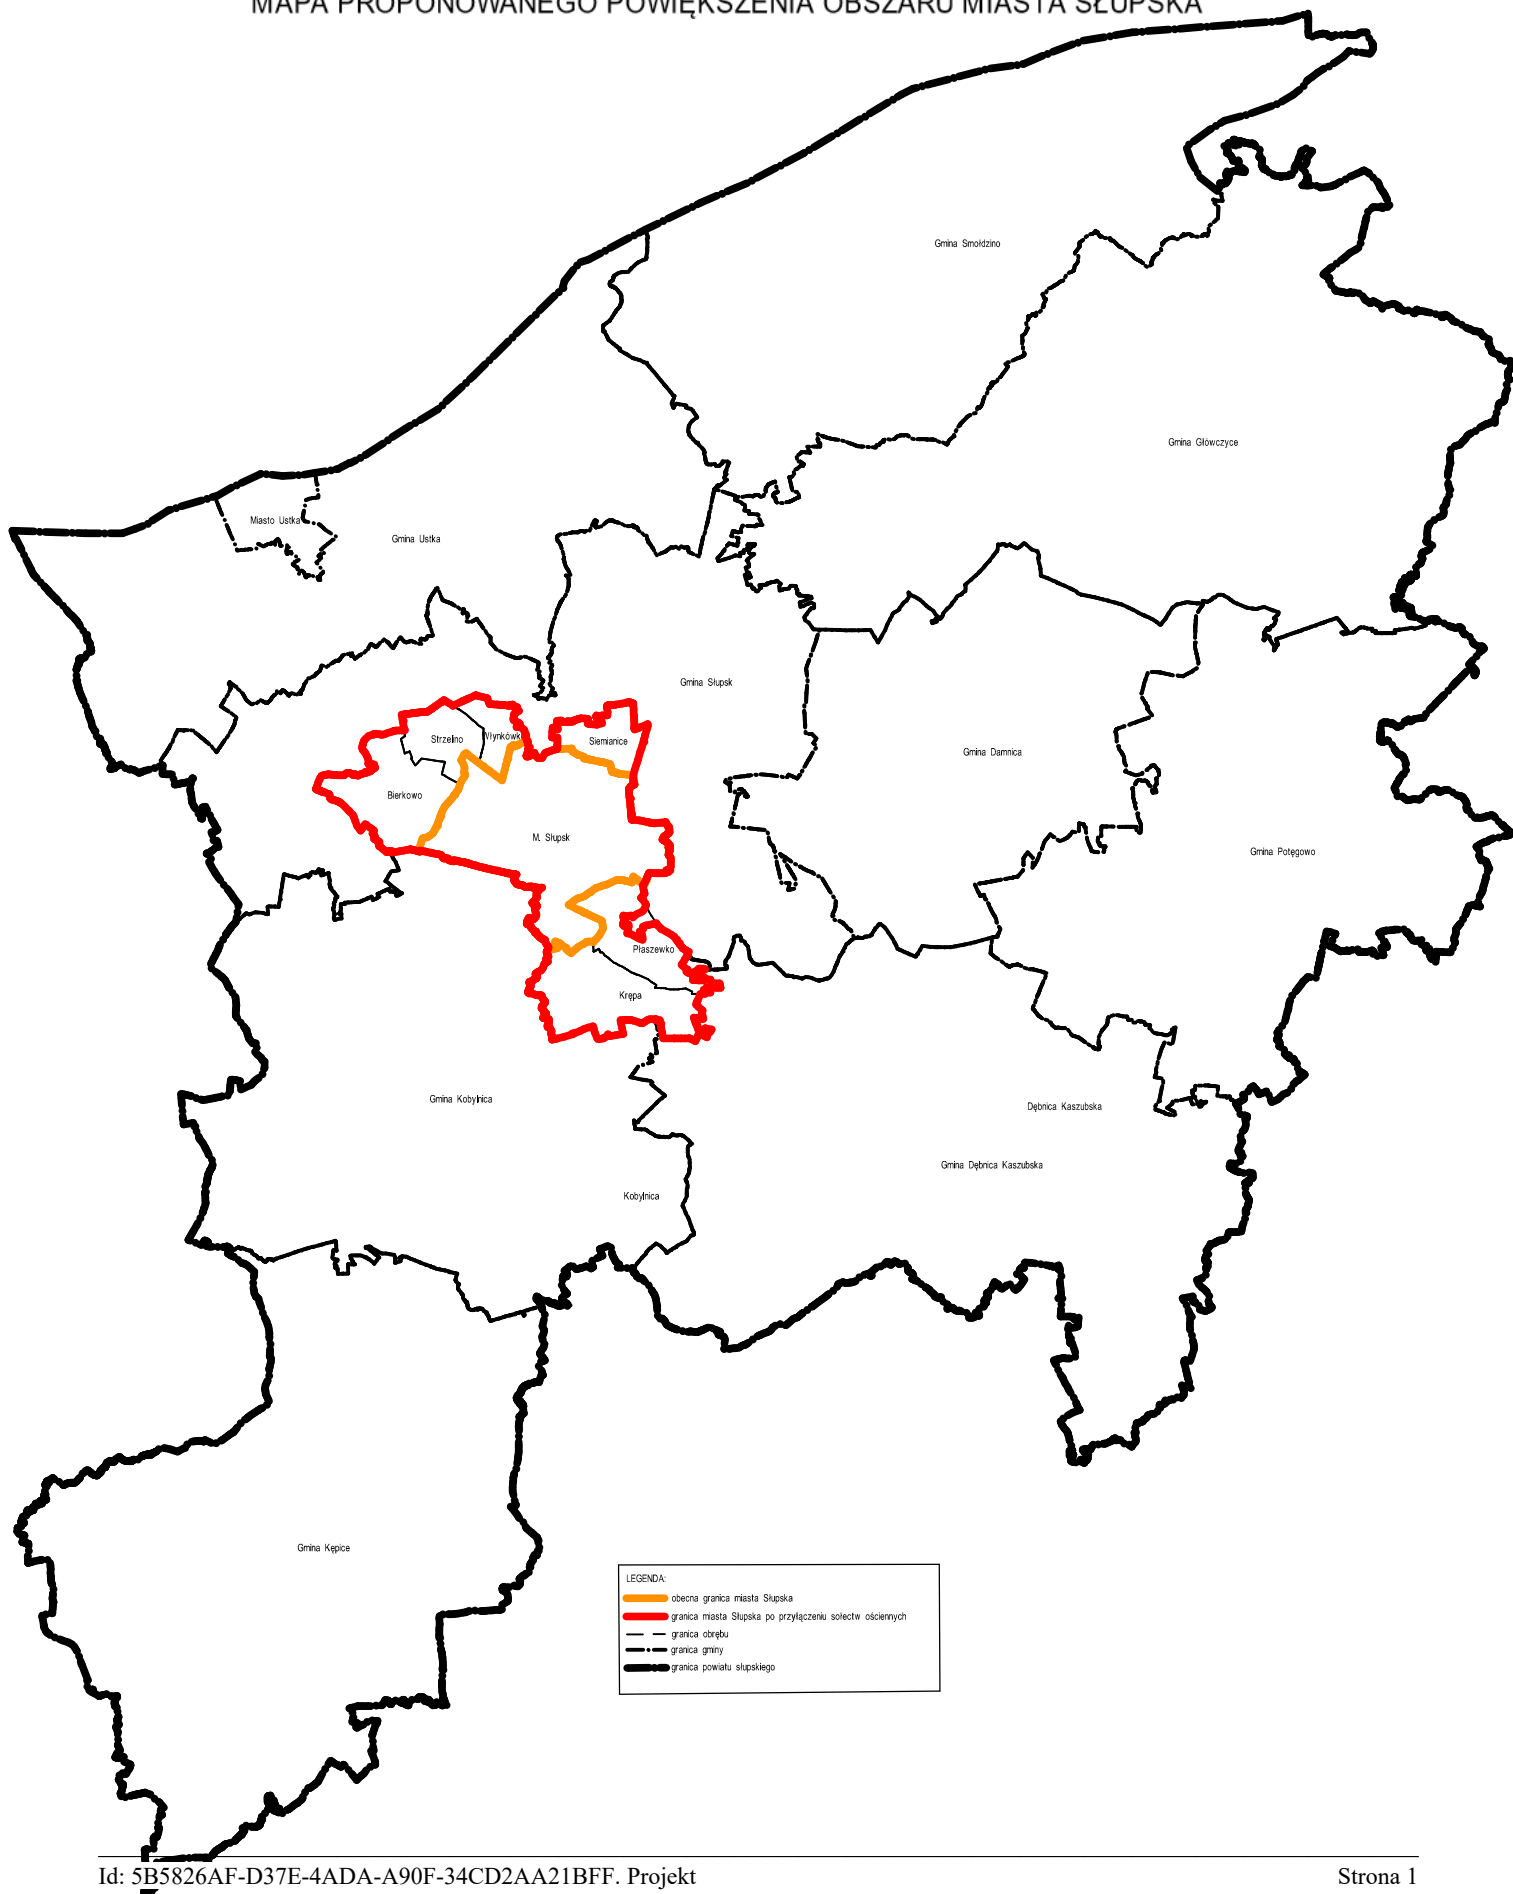 MAPA PROPONOWANEGO POWIĘKSZENIA OBSZARU MIASTA SŁUPSKA
Gmina Smołdzino
Gmina Główczyce
Miasto Ustka
Gmina Ustka
Gmina Słupsk
Strzelino
Włynkówk
Siemianice
Gmina Damnica
Bierkowo
M. Słupsk
Gmina Potęgowo
Płaszewko
Krępa
Gmina Kobylnica
Dębnica Kaszubska
Gmina Dębnica Kaszubska
Kobylnica
Gmina Kępice
LEGENDA:
obecna granica miasta Słupska
granica miasta Słupska po przyłączeniu sołectw ościennych
granica obrębu
granica gminy
granica powiatu słupskiego
Id: 5B5826AF-D37E-4ADA-A90F-34CD2AA21BFF. Projekt Strona 1